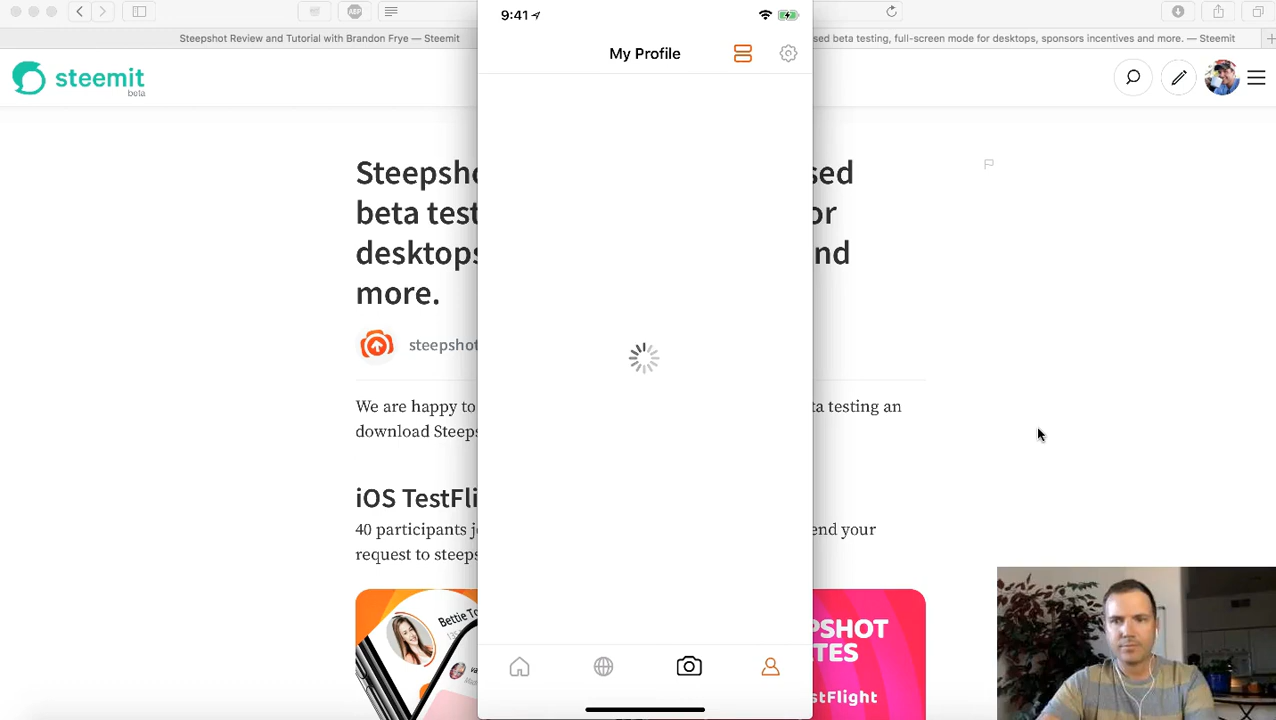 Steepshot Review and Tutorial with Brandon Frye — Steemit
sed beta testing, full-screen mode for desktops, sponsors incentives and more. — Steemit
ABP
9:41
My Profile
steemit
beta
Steepsho sed
beta test or
desktops nd
more.
steepshot
We are happy to ta testing an
download Steeps
iOS TestFli
40 participants j end your
request to steeps
Bettie To
PSHOT
TES
stFlight